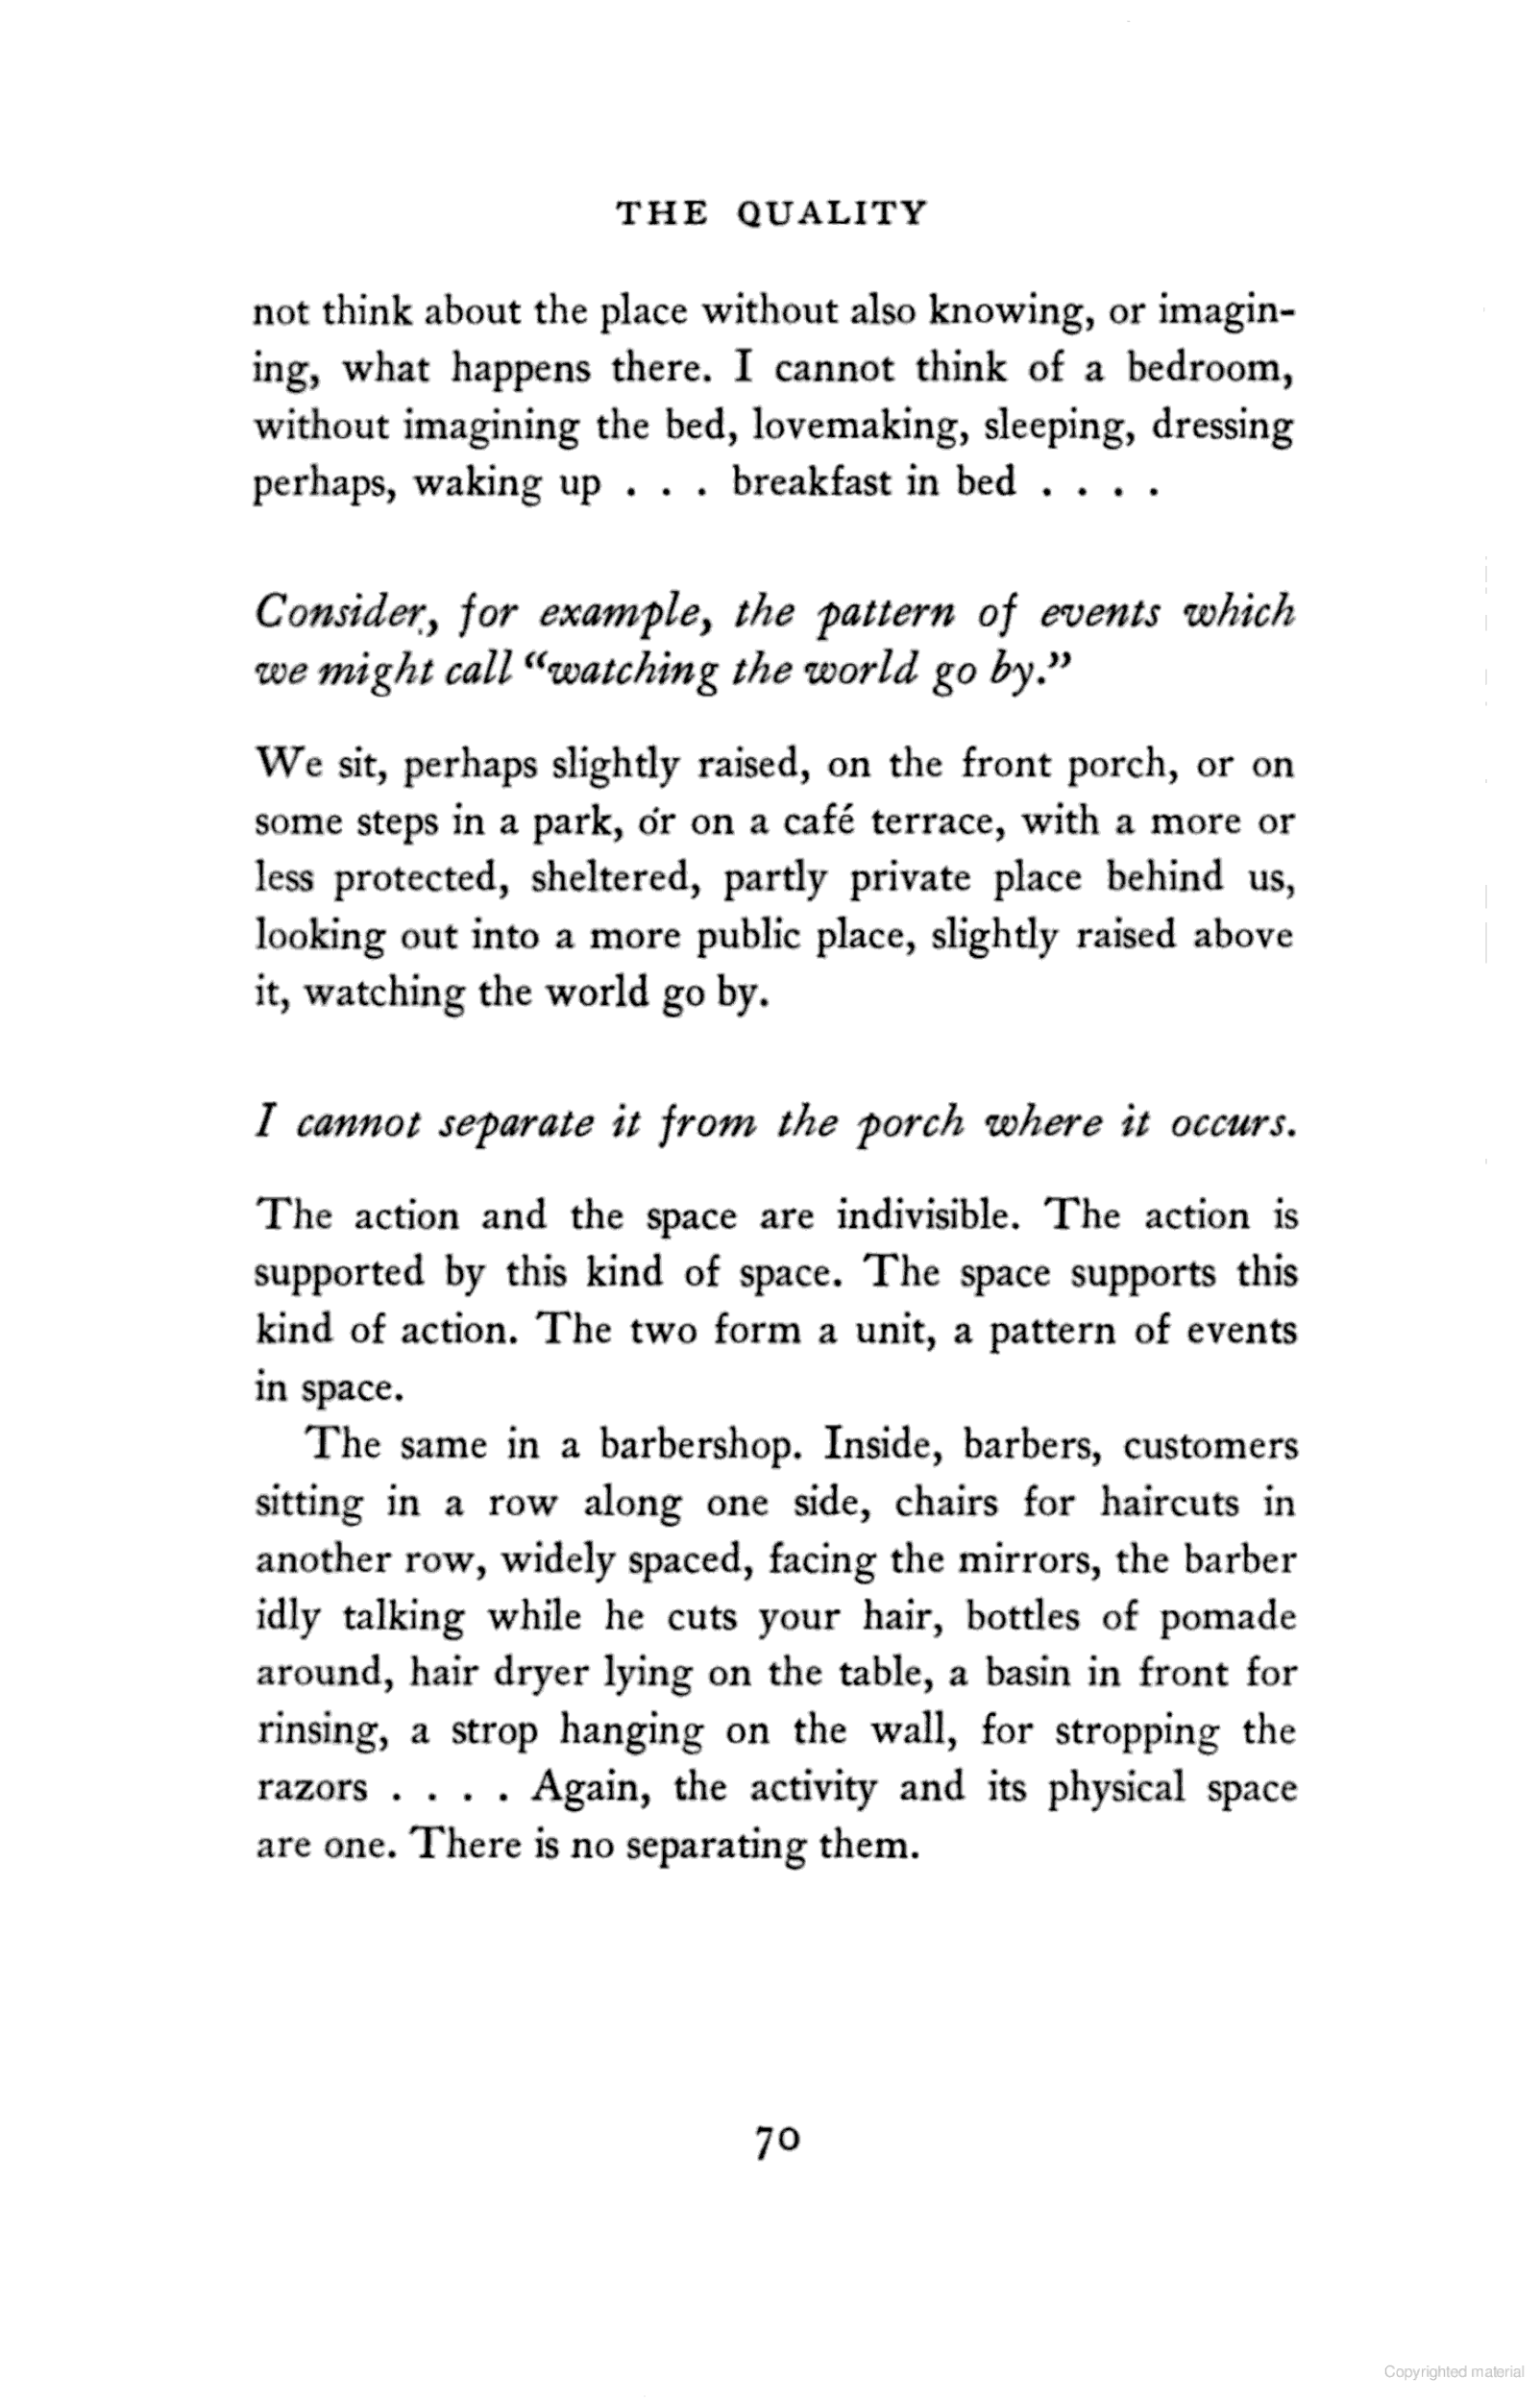 THE QUALITY
not think about the place without also knowing, or imagin-
ing, what happens there. I cannot think of a bedroom,
without imagining the bed, lovemaking, sleeping, dressing
perhaps, waking up . . . breakfast in bed . . . .
Consider, for example, the pattern of events which
we might call “watching the world go by.”
We sit, perhaps slightly raised, on the front porch, or on
some steps in a park, or on a café terrace, with a more or
less protected, sheltered, partly private place behind us,
looking out into a more public place, slightly raised above
it, watching the world go by.
I cannot separate it from the porch where it occurs.
The action and the space are indivisible. The action is
supported by this kind of space. The space supports this
kind of action. The two form a unit, a pattern of events
in space.
The same in a barbershop. Inside, barbers, customers
sitting in a row along one side, chairs for haircuts in
another row, widely spaced, facing the mirrors, the barber
idly talking while he cuts your hair, bottles of pomade
around, hair dryer lying on the table, a basin in front for
rinsing, a strop hanging on the wall, for stropping the
razors . . . . Again, the activity and its physical space
are one. There is no separating them.
70
Copyrighted material